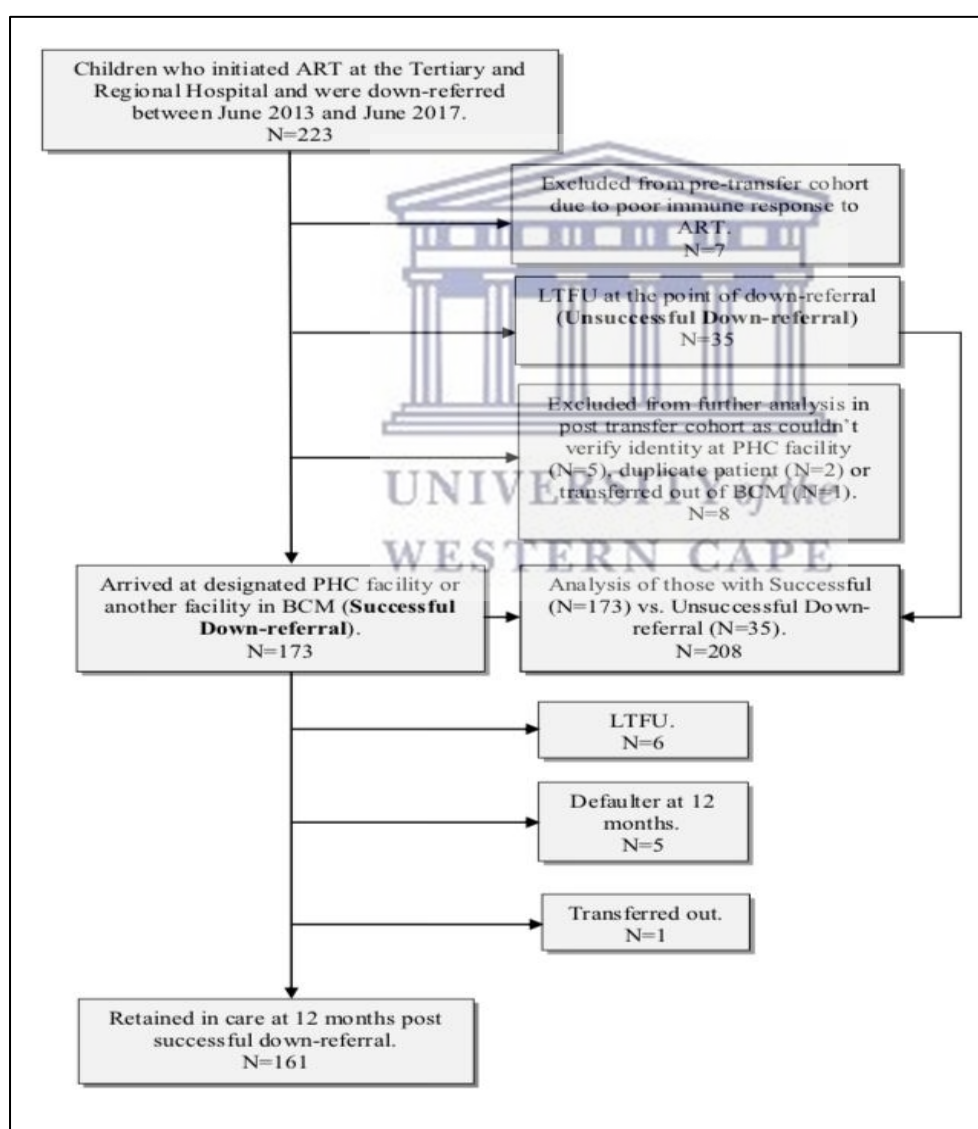 Children who initiated ART at the Tertiary and
Regional Hospital and were down-referred
between June 2013 and June 2017.
N=223
Excluded from pre-transfer cohort
due to poor immune response to
ART.
N=7
LTFU at the point of down-referral
(Unsuccessful Down-referral)
N=35
Excluded from further analysis in
post transfer cohort as couldn't
verify identity at PHC facility
(N=5), duplicate patient (N=2) or
transferred out of BCM (N=1).
N=8
UNIVERSITY of the
WESTERN CAPE
Arrived at designated PHC facility or
another facility in BCM (Successful
Down-referral).
N=173
Analysis of those with Successful
(N=173) vs. Unsuccessful Down-
referral (N=35).
N=208
LTFU.
N=6
Defaulter at 12
months.
N=5
Transferred out.
N=1
Retained in care at 12 months post
successful down-referral.
N=161